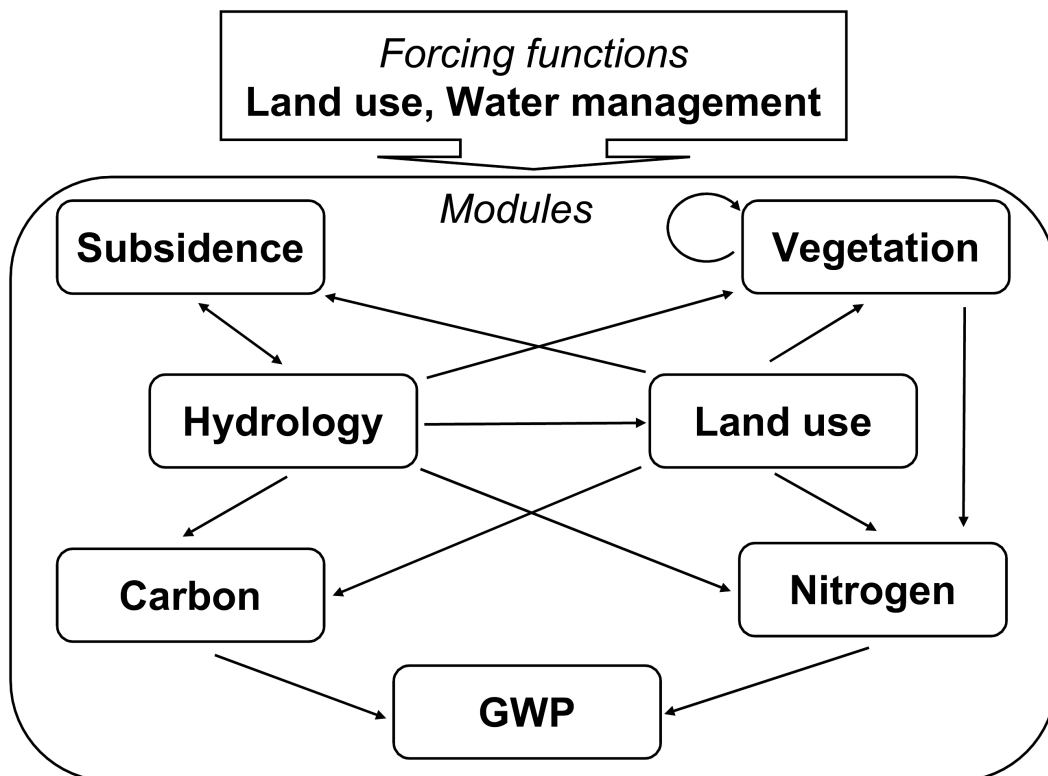 Forcing functions
Land use, Water management
Modules
Subsidence
Vegetation
Hydrology
Land use
Carbon
Nitrogen
GWP